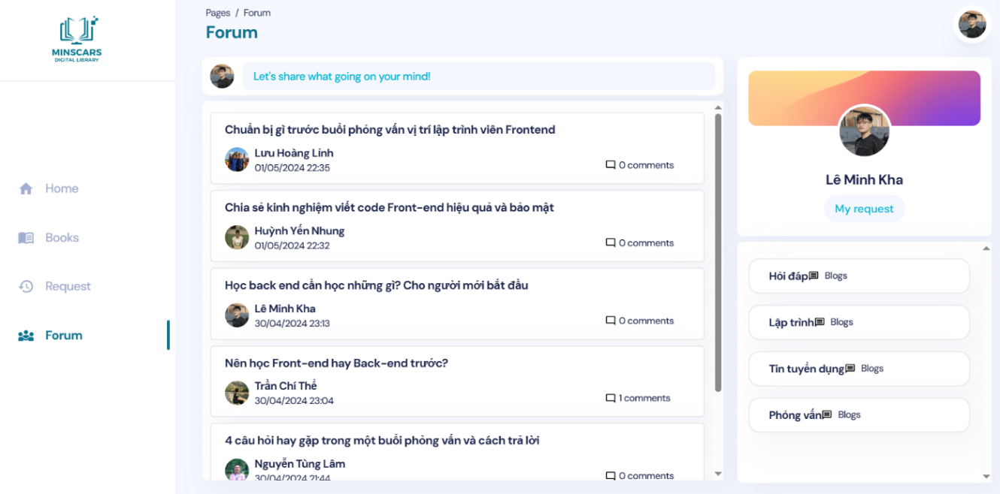 MINSCARS
DIGITAL LIBRARY
Home
Books
Request
Forum
Pages / Forum
Forum
Let's share what going on your mind!
Chuẩn bị gì trước buổi phỏng vấn vị trí lập trình viên Frontend
Lưu Hoàng Linh
01/05/2024 22:35
0 comments
Chia sẻ kinh nghiệm viết code Front-end hiệu quả và bảo mật
Huỳnh Yến Nhung
01/05/2024 22:32
0 comments
Học back end cần học những gì? Cho người mới bắt đầu
Lê Minh Kha
30/04/2024 23:13
0 comments
Nên học Front-end hay Back-end trước?
Trần Chí Thể
30/04/2024 23:04
1 comments
4 câu hỏi hay gặp trong một buổi phỏng vấn và cách trả lời
Nguyễn Tùng Lâm
30/04/2024 21:44
0 comments
Lê Minh Kha
My request
Hỏi đáp Blogs
Lập trình Blogs
Tin tuyển dụng Blogs
Phỏng vấn Blogs